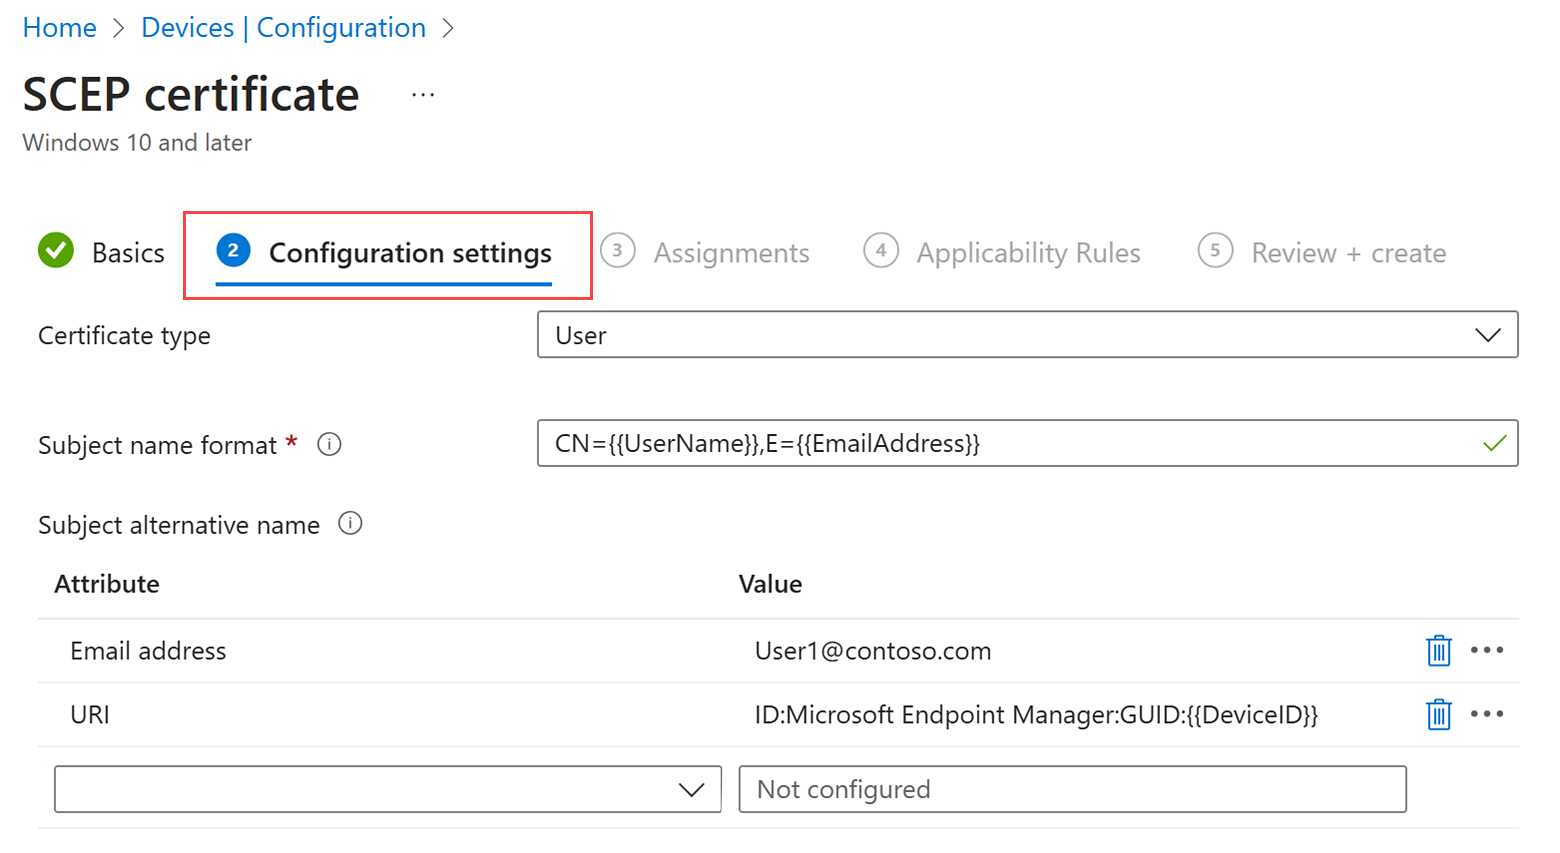 Home > Devices | Configuration >
SCEP certificate ...
Windows 10 and later
Basics 2 Configuration settings 3 Assignments 4 Applicability Rules 5 Review + create
Certificate type User
Subject name format * CN={{UserName}},E={{EmailAddress}}
Subject alternative name
Attribute Value
Email address User1@contoso.com
URI ID:Microsoft Endpoint Manager:GUID:{{DeviceID}}
Not configured